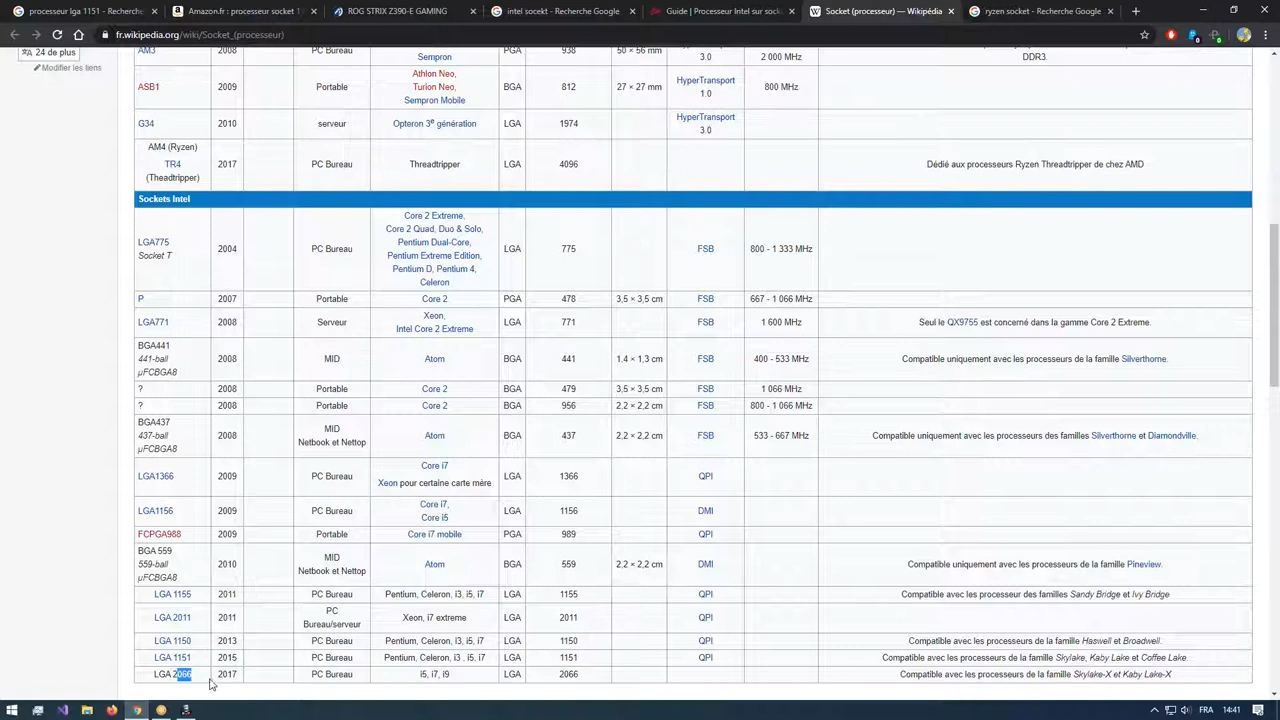 processeur lga 1151 - Recherche
Amazon.fr : processeur socket 1
ROG STRIX Z390-E GAMING
intel socekt - Recherche Google
Guide | Processeur Intel sur sock
Socket (processeur) — Wikipédia
ryzen socket - Recherche Google
fr.wikipedia.org/wiki/Socket_(processeur)
24 de plus
Modifier les liens
AM3 2008 PC Bureau Sempron PGA 938 50 × 56 mm 3.0 2 000 MHz DDR3.
ASB1 2009 Portable Athlon Neo, Turion Neo, Sempron Mobile BGA 812 27 × 27 mm HyperTransport 1.0 800 MHz
G34 2010 serveur Opteron 3e génération LGA 1974 HyperTransport 3.0
AM4 (Ryzen) TR4 (Theadtripper) 2017 PC Bureau Threadtripper LGA 4096 Dédié aux processeurs Ryzen Threadtripper de chez AMD
Sockets Intel
LGA775 Socket T 2004 PC Bureau Core 2 Extreme, Core 2 Quad, Duo & Solo, Pentium Dual-Core, Pentium Extreme Edition, Pentium D, Pentium 4, Celeron LGA 775 FSB 800 - 1 333 MHz
P 2007 Portable Core 2 PGA 478 3,5 × 3,5 cm FSB 667 - 1 066 MHz
LGA771 2008 Serveur Xeon, Intel Core 2 Extreme LGA 771 FSB 1 600 MHz Seul le QX9755 est concerné dans la gamme Core 2 Extreme.
BGA441 441-ball µFCBGA8 2008 MID Atom BGA 441 1.4 × 1,3 cm FSB 400 - 533 MHz Compatible uniquement avec les processeurs de la famille Silverthorne.
? 2008 Portable Core 2 BGA 479 3,5 × 3,5 cm FSB 1 066 MHz
? 2008 Portable Core 2 BGA 956 2,2 × 2,2 cm FSB 800 - 1 066 MHz
BGA437 437-ball µFCBGA8 2008 MID Netbook et Nettop Atom BGA 437 2,2 × 2,2 cm FSB 533 - 667 MHz Compatible uniquement avec les processeurs des familles Silverthorne et Diamondville.
LGA1366 2009 PC Bureau Core i7 Xeon pour certaine carte mère LGA 1366 QPI
LGA1156 2009 PC Bureau Core i7, Core i5 LGA 1156 DMI
FCPGA988 2009 Portable Core i7 mobile PGA 989 QPI
BGA 559 559-ball µFCBGA8 2010 MID Netbook et Nettop Atom BGA 559 2,2 × 2,2 cm DMI Compatible uniquement avec les processeurs de la famille Pineview.
LGA 1155 2011 PC Bureau Pentium, Celeron, i3, i5, i7 LGA 1155 QPI Compatible avec les processeur des familles Sandy Bridge et Ivy Bridge
LGA 2011 2011 PC Bureau/serveur Xeon, i7 extreme LGA 2011 QPI
LGA 1150 2013 PC Bureau Pentium, Celeron, i3, i5, i7 LGA 1150 QPI Compatible avec les processeurs de la famille Haswell et Broadwell.
LGA 1151 2015 PC Bureau Pentium, Celeron, i3 . i5, i7 LGA 1151 QPI Compatible avec les processeurs de la famille Skylake, Kaby Lake et Coffee Lake.
LGA 2066 2017 PC Bureau i5, i7, i9 LGA 2066 Compatible avec les processeurs de la famille Skylake-X et Kaby Lake-X
FRA 14:41